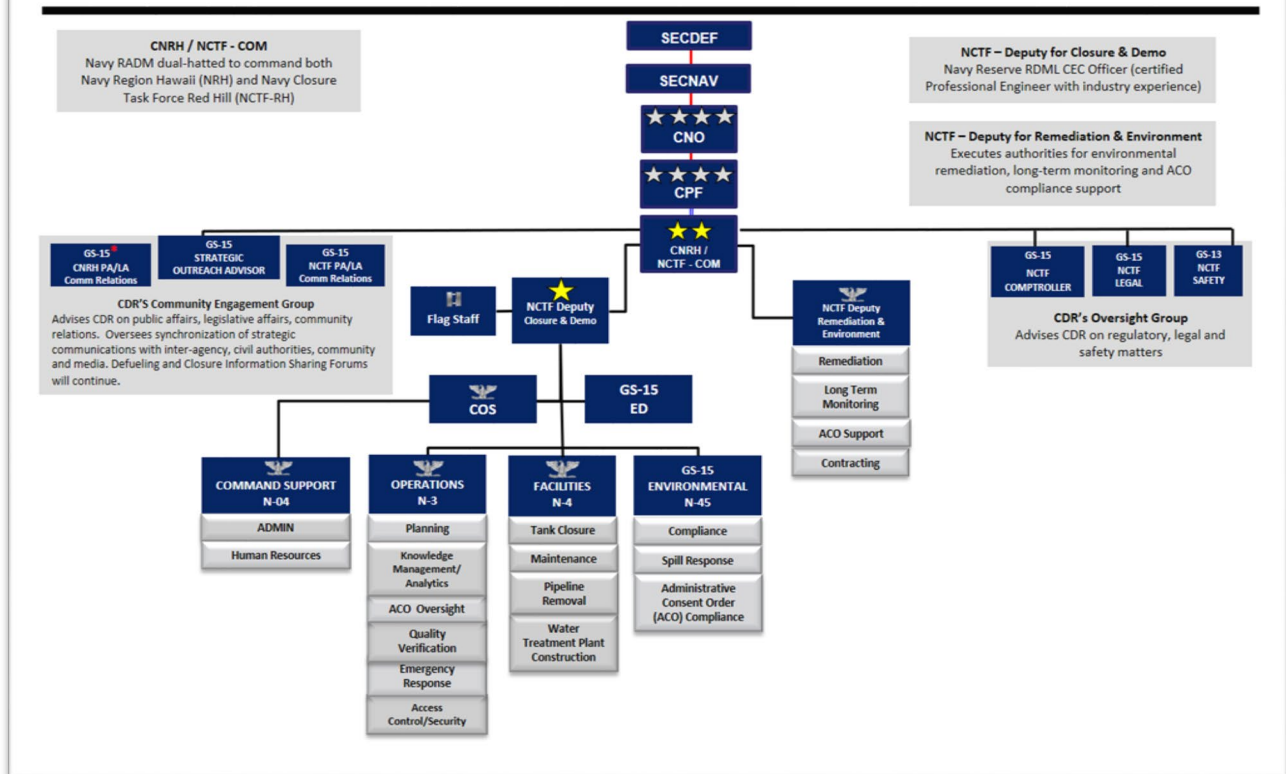 CNRH / NCTF - COM
Navy RADM dual-hatted to command both
Navy Region Hawaii (NRH) and Navy Closure
Task Force Red Hill (NCTF-RH)
SECDEF
SECNAV
CNO
CPF
CNRH /
NCTF - COM
NCTF – Deputy for Closure & Demo
Navy Reserve RDML CEC Officer (certified
Professional Engineer with industry experience)
NCTF – Deputy for Remediation & Environment
Executes authorities for environmental
remediation, long-term monitoring and ACO
compliance support
GS-15*
CNRH PA/LA
Comm Relations
GS-15
STRATEGIC
OUTREACH ADVISOR
GS-15
NCTF PA/LA
Comm Relations
CDR'S Community Engagement Group
Advises CDR on public affairs, legislative affairs, community
relations. Oversees synchronization of strategic
communications with inter-agency, civil authorities, community
and media. Defueling and Closure Information Sharing Forums
will continue.
Flag Staff
NCTF Deputy
Closure & Demo
NCTF Deputy
Remediation &
Environment
Remediation
Long Term
Monitoring
ACO Support
Contracting
GS-15
NCTF
COMPTROLLER
GS-15
NCTF
LEGAL
GS-13
NCTF
SAFETY
CDR's Oversight Group
Advises CDR on regulatory, legal and
safety matters
COS
GS-15
ED
COMMAND SUPPORT
N-04
ADMIN
Human Resources
OPERATIONS
N-3
Planning
Knowledge
Management/
Analytics
ACO Oversight
Quality
Verification
Emergency
Response
Access
Control/Security
FACILITIES
N-4
Tank Closure
Maintenance
Pipeline
Removal
Water
Treatment Plant
Construction
GS-15
ENVIRONMENTAL
N-45
Compliance
Spill Response
Administrative
Consent Order
(ACO) Compliance